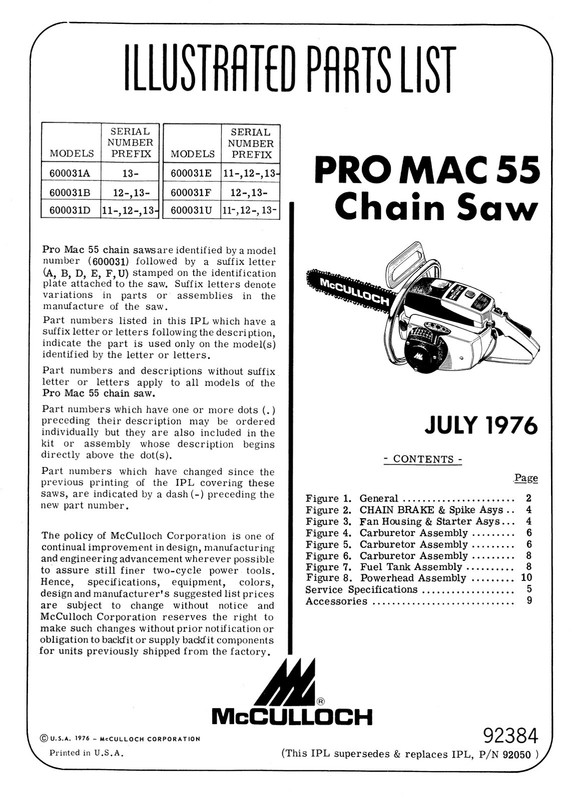 ILLUSTRATED PARTS LIST
MODELS SERIAL NUMBER PREFIX MODELS SERIAL NUMBER PREFIX
600031A 13- 600031E 11-,12-,13-
600031B 12-,13- 600031F 12-,13-
600031D 11-,12-,13- 600031U 11-,12-,13-
PRO MAC 55
Chain Saw
Pro Mac 55 chain saws are identified by a model
number (600031) followed by a suffix letter
(A, B, D, E, F, U) stamped on the identification
plate attached to the saw. Suffix letters denote
variations in parts or assemblies in the
manufacture of the saw.
Part numbers listed in this IPL which have a
suffix letter or letters following the description,
indicate the part is used only on the model(s)
identified by the letter or letters.
Part numbers and descriptions without suffix
letter or letters apply to all models of the
Pro Mac 55 chain saw.
Part numbers which have one or more dots (.)
preceding their description may be ordered
individually but they are also included in the
kit or assembly whose description begins
directly above the dot(s).
Part numbers which have changed since the
previous printing of the IPL covering these
saws, are indicated by a dash (-) preceding the
new part number.
The policy of McCulloch Corporation is one of
continual improvement in design, manufacturing
and engineering advancement wherever possible
to assure still finer two-cycle power tools.
Hence, specifications, equipment, colors,
design and manufacturer's suggested list prices
are subject to change without notice and
McCulloch Corporation reserves the right to
make such changes without prior notification or
obligation to backfit or supply backfit components
for units previously shipped from the factory.
McCULLOCH
JULY 1976
- CONTENTS -
Page
Figure 1. General ....................... 2
Figure 2. CHAIN BRAKE & Spike Asys .. 4
Figure 3. Fan Housing & Starter Asys... 4
Figure 4. Carburetor Assembly ......... 6
Figure 5. Carburetor Assembly ......... 6
Figure 6. Carburetor Assembly ......... 8
Figure 7. Fuel Tank Assembly .......... 8
Figure 8. Powerhead Assembly ......... 10
Service Specifications ................... 5
Accessories ............................. 9
®
McCULLOCH
© U.S.A. 1976 - McCULLOCH CORPORATION
Printed in U.S.A.
92384
(This IPL supersedes & replaces IPL, P/N 92050 )